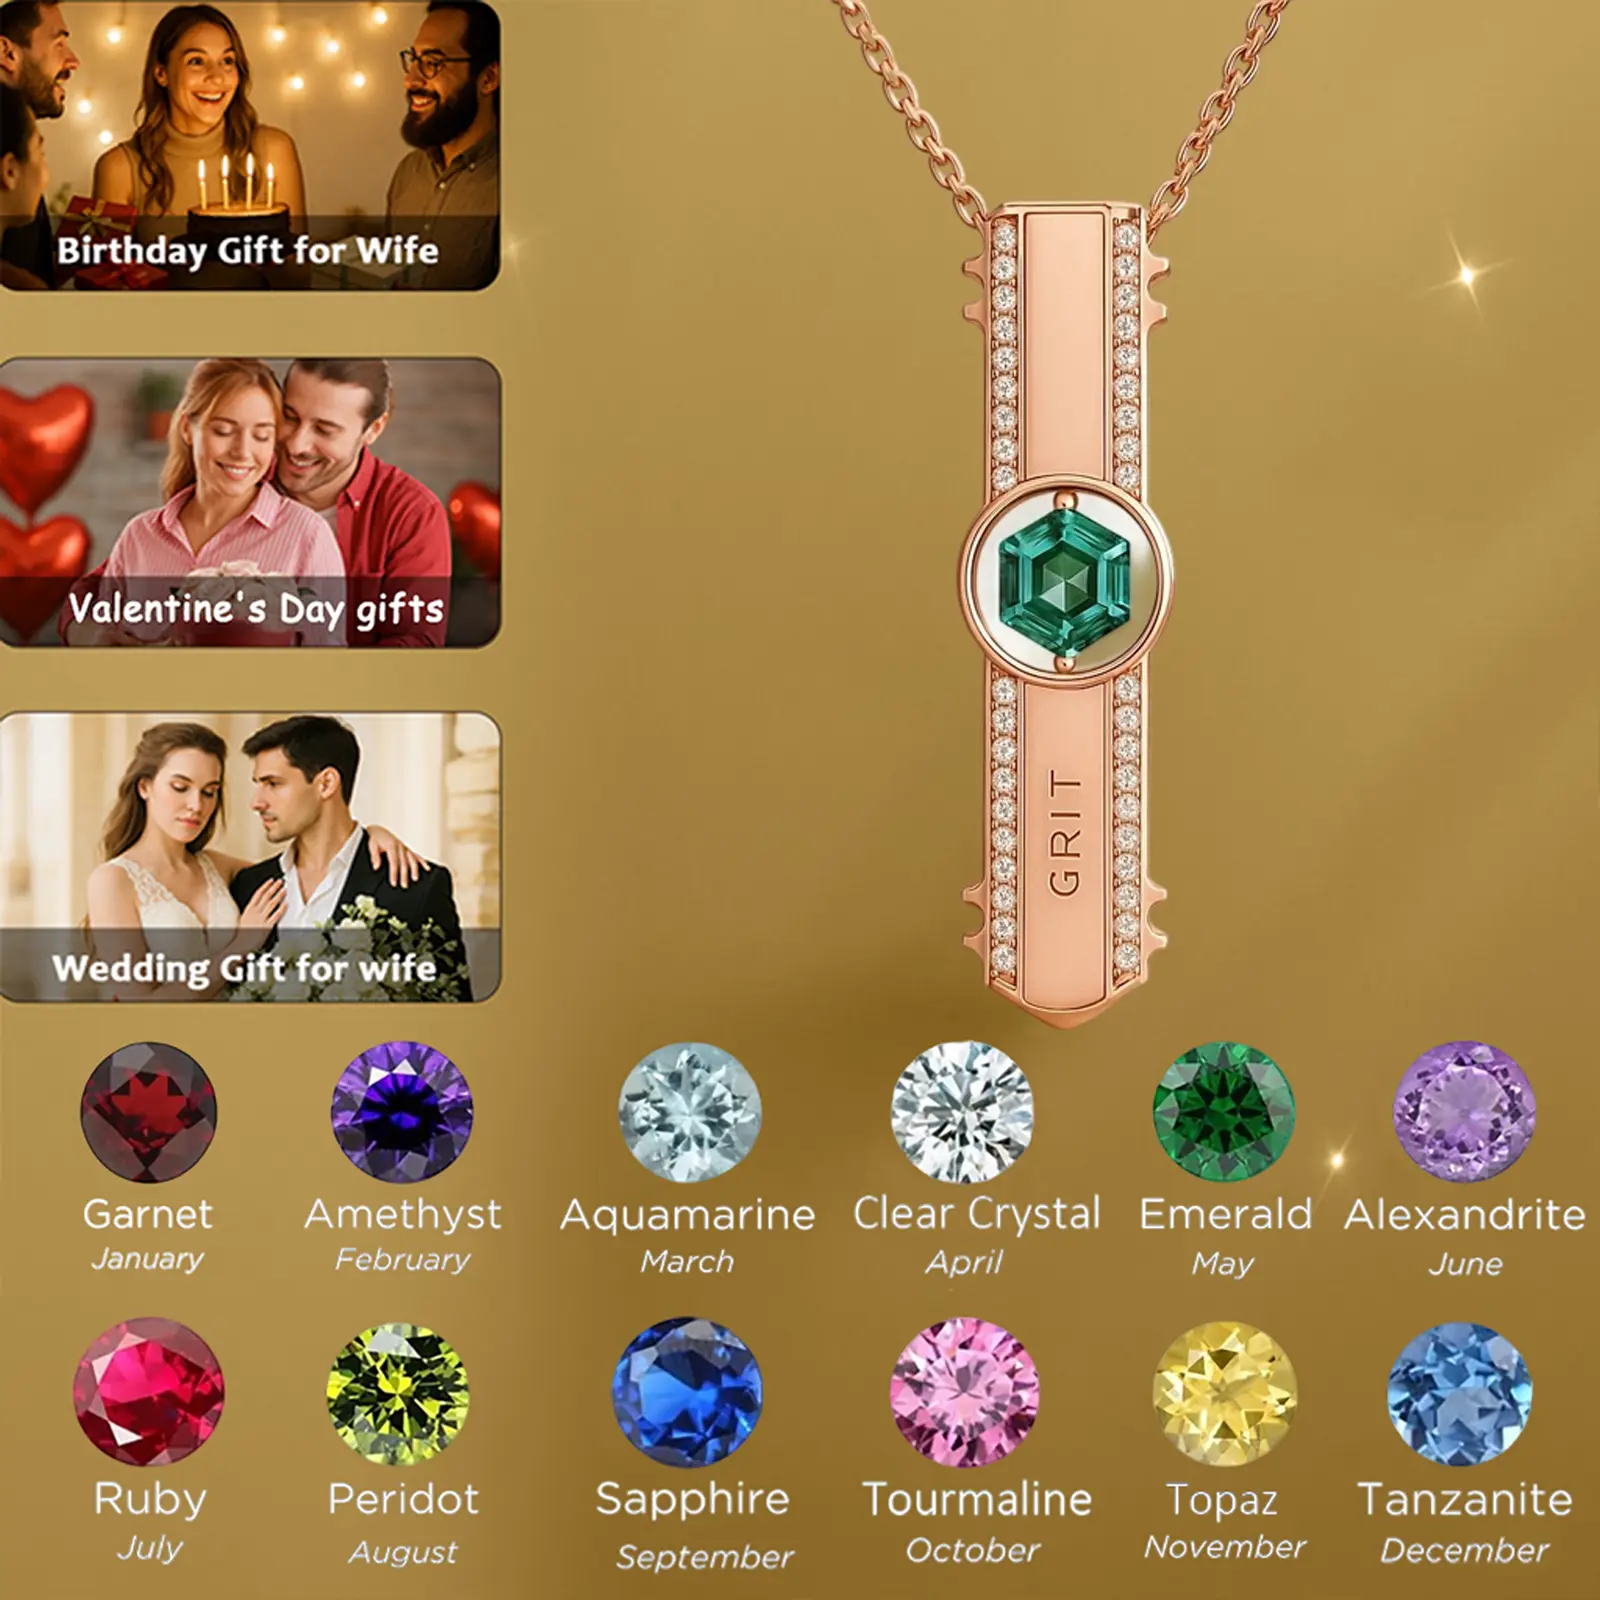 Birthday Gift for Wife
Valentine's Day gifts
Wedding Gift for wife
GRIT
Garnet
January
Amethyst
February
Aquamarine
March
Clear Crystal
April
Emerald
May
Alexandrite
June
Ruby
July
Peridot
August
Sapphire
September
Tourmaline
October
Topaz
November
Tanzanite
December